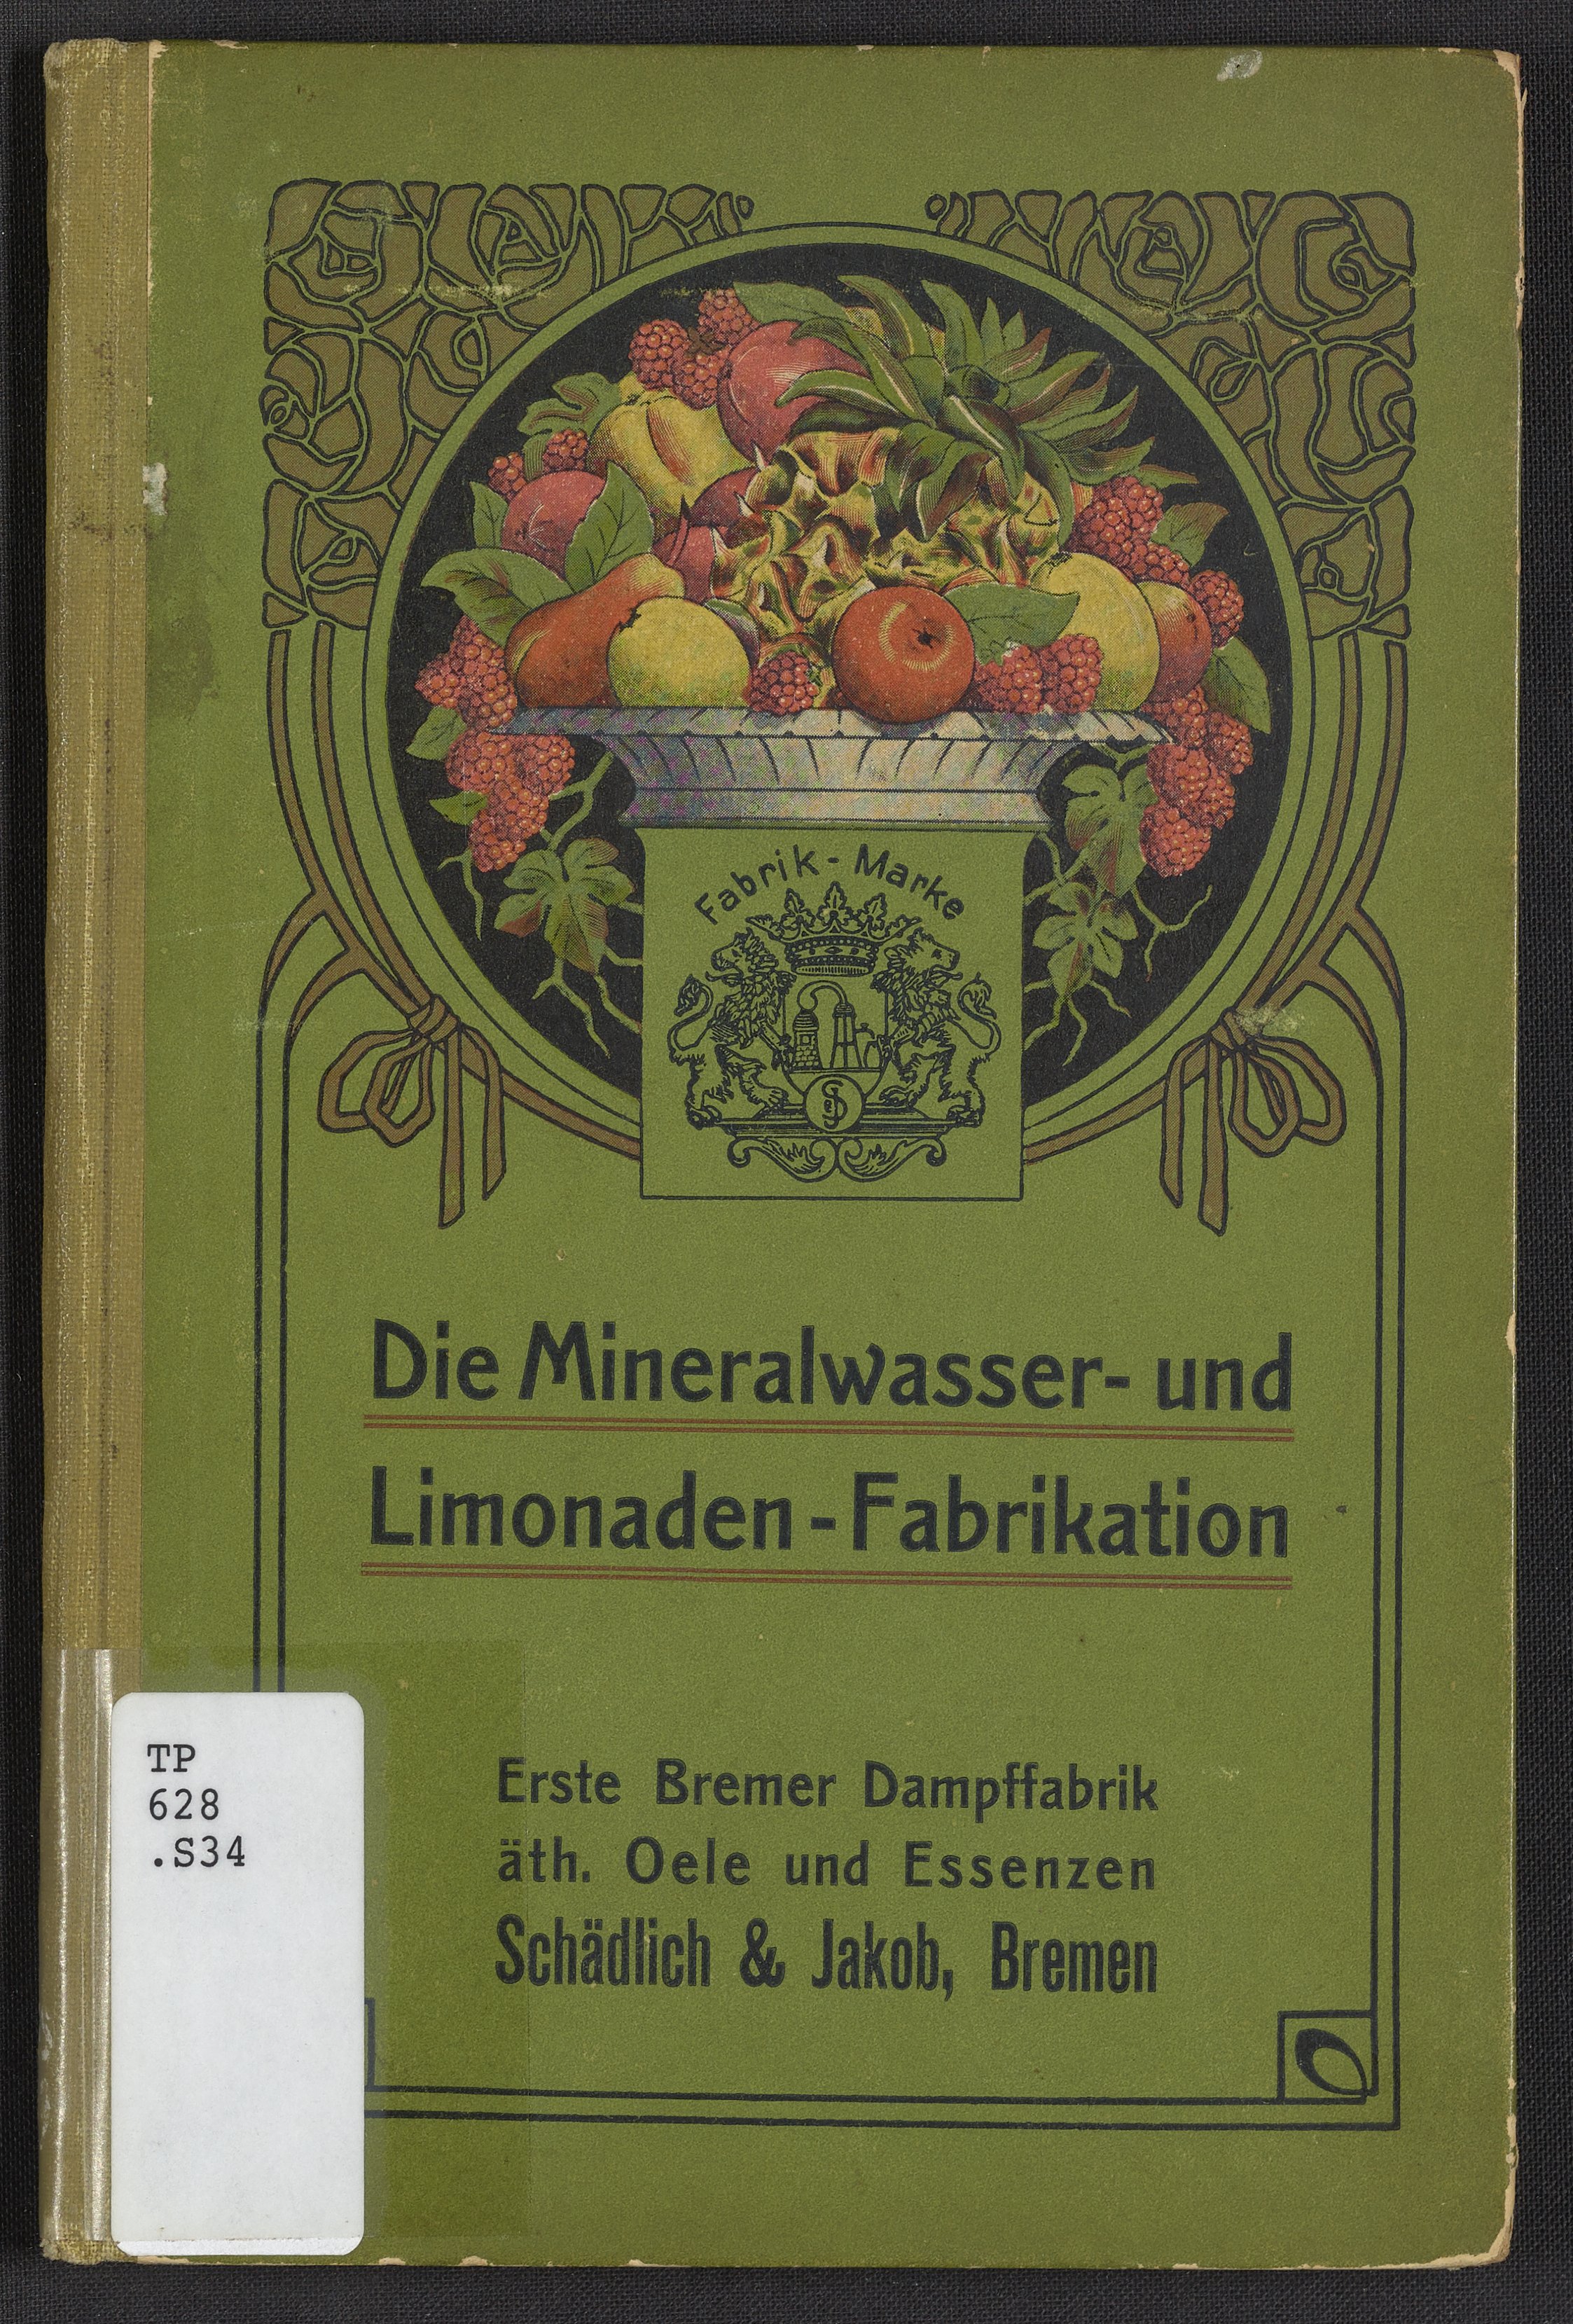 Fabrik - Marke
S & J
Die Mineralwasser- und
Limonaden - Fabrikation
TP
628
.S34
Erste Bremer Dampffabrik
äth. Oele und Essenzen
Schädlich & Jakob, Bremen